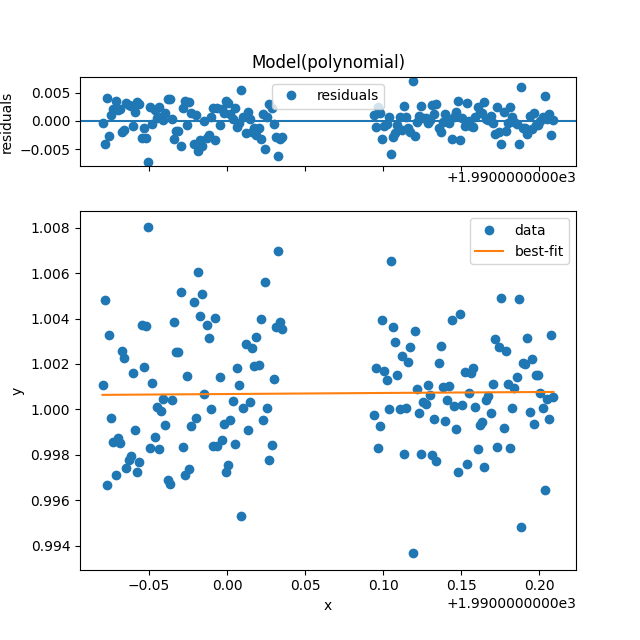 Model(polynomial)
residuals
0.005
0.000
−0.005
residuals
+1.9900000000e3
1.008
1.006
1.004
1.002
1.000
0.998
0.996
0.994
y
data
best-fit
−0.05
0.00
0.05
0.10
0.15
0.20
x
+1.9900000000e3